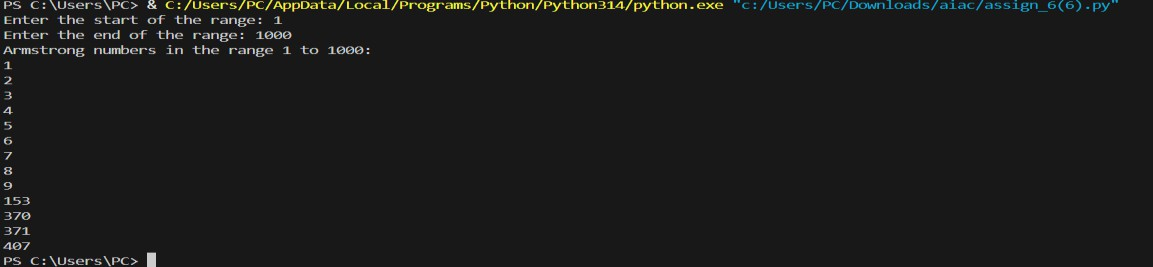 PS C:\Users\PC> & C:/Users/PC/AppData/Local/Programs/Python/Python314/python.exe "c:/Users/PC/Downloads/aiac/assign_6(6).py"
Enter the start of the range: 1
Enter the end of the range: 1000
Armstrong numbers in the range 1 to 1000:
1
2
3
4
5
6
7
8
9
153
370
371
407
PS C:\Users\PC>